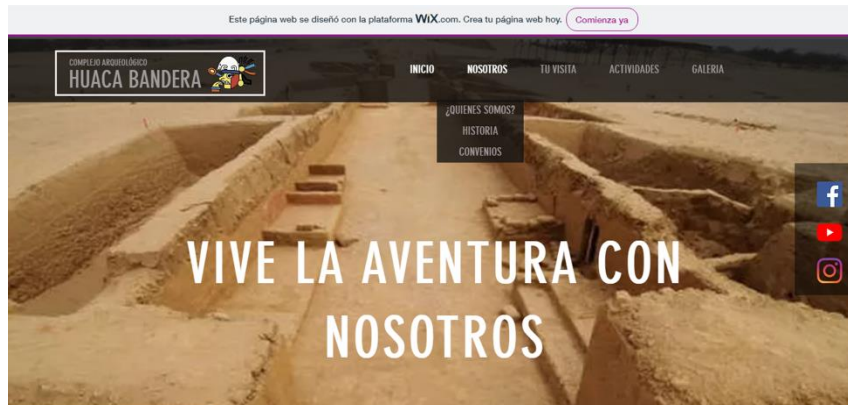 Este página web se diseñó con la plataforma WiX.com. Crea tu página web hoy. Comienza ya
COMPLEJO ARQUEOLÓGICO
HUACA BANDERA
INICIO NOSOTROS TU VISITA ACTIVIDADES GALERIA
¿QUIENES SOMOS?
HISTORIA
CONVENIOS
VIVE LA AVENTURA CON
NOSOTROS